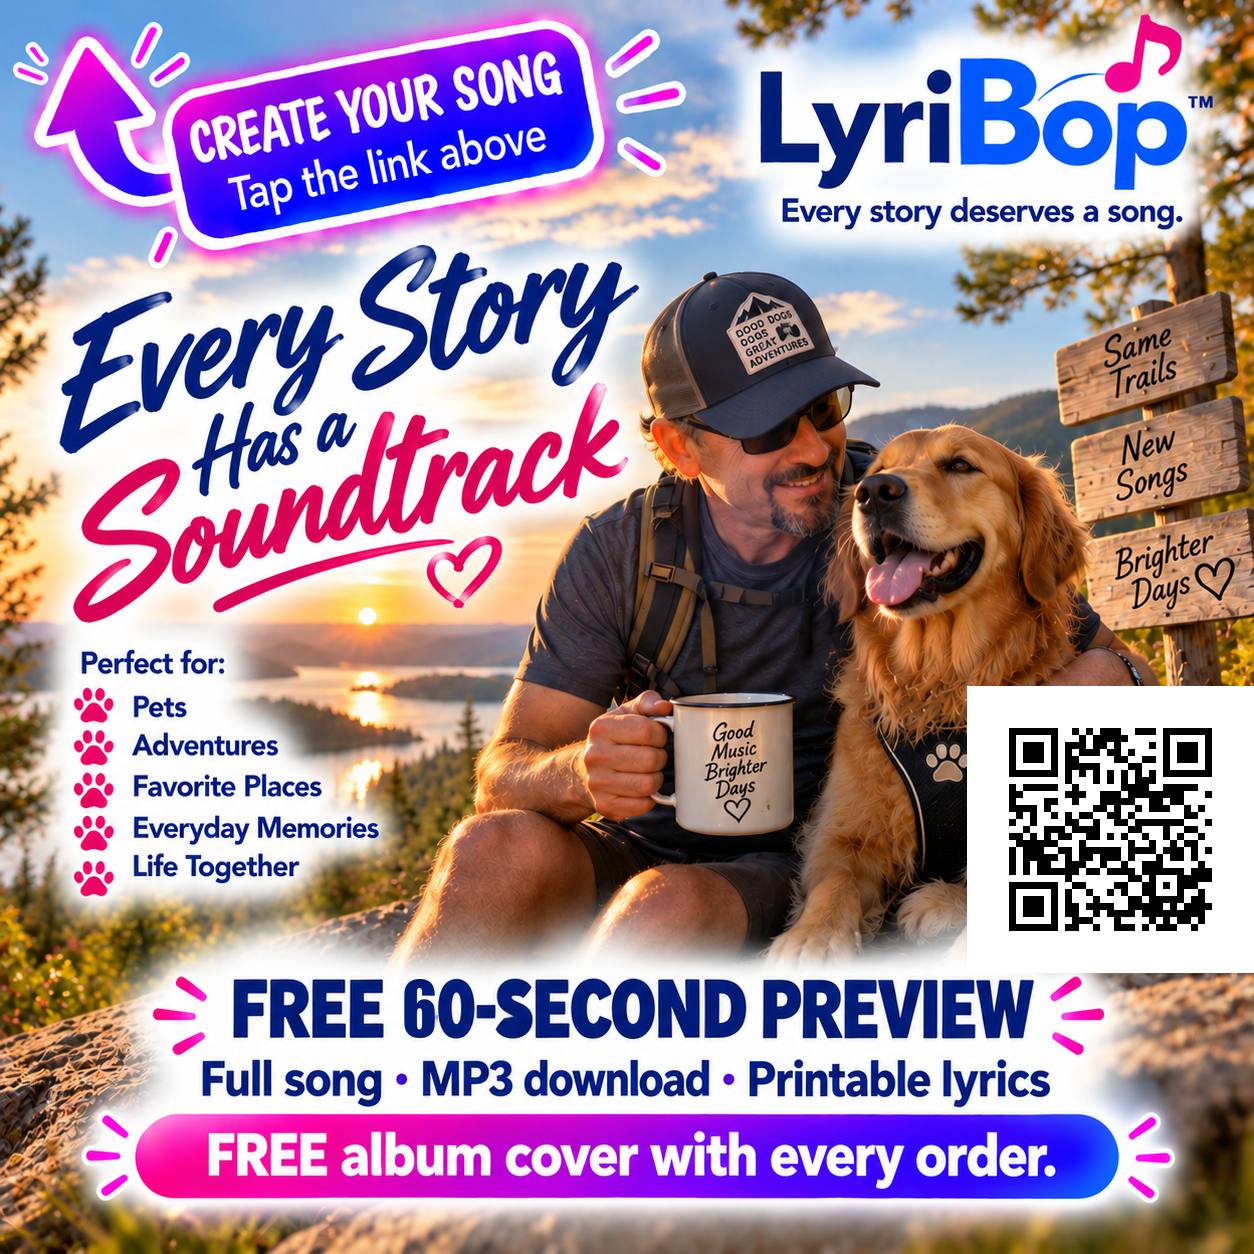 CREATE YOUR SONG
Tap the link above
LyriBop™
Every story deserves a song.
Every Story
Has a
Soundtrack
GOOD DOGS
DOGS
GREAT
ADVENTURES
Same
Trails
New
Songs
Brighter
Days
Perfect for:
Pets
Adventures
Favorite Places
Everyday Memories
Life Together
Good
Music
Brighter
Days
FREE 60-SECOND PREVIEW
Full song • MP3 download • Printable lyrics
FREE album cover with every order.